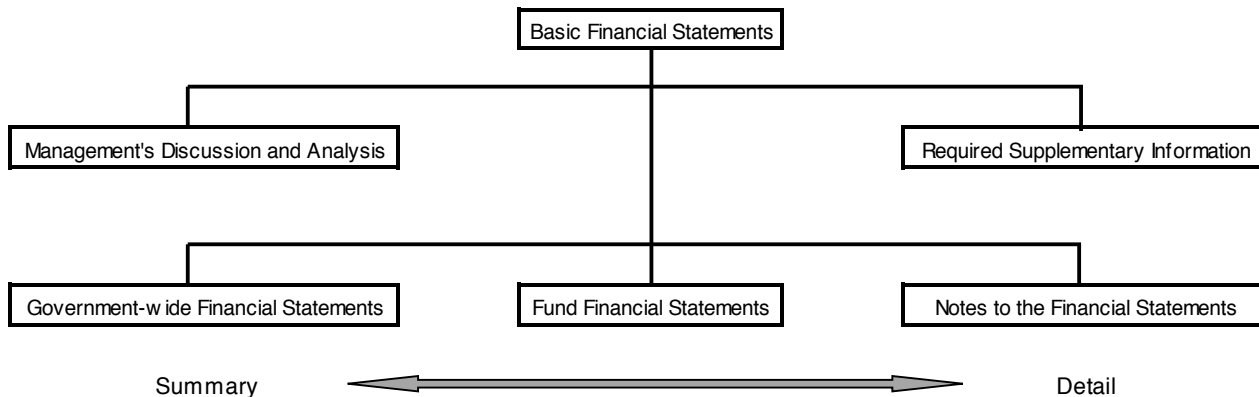 Basic Financial Statements
Management's Discussion and Analysis
Required Supplementary Information
Government-wide Financial Statements
Fund Financial Statements
Notes to the Financial Statements
Summary
Detail